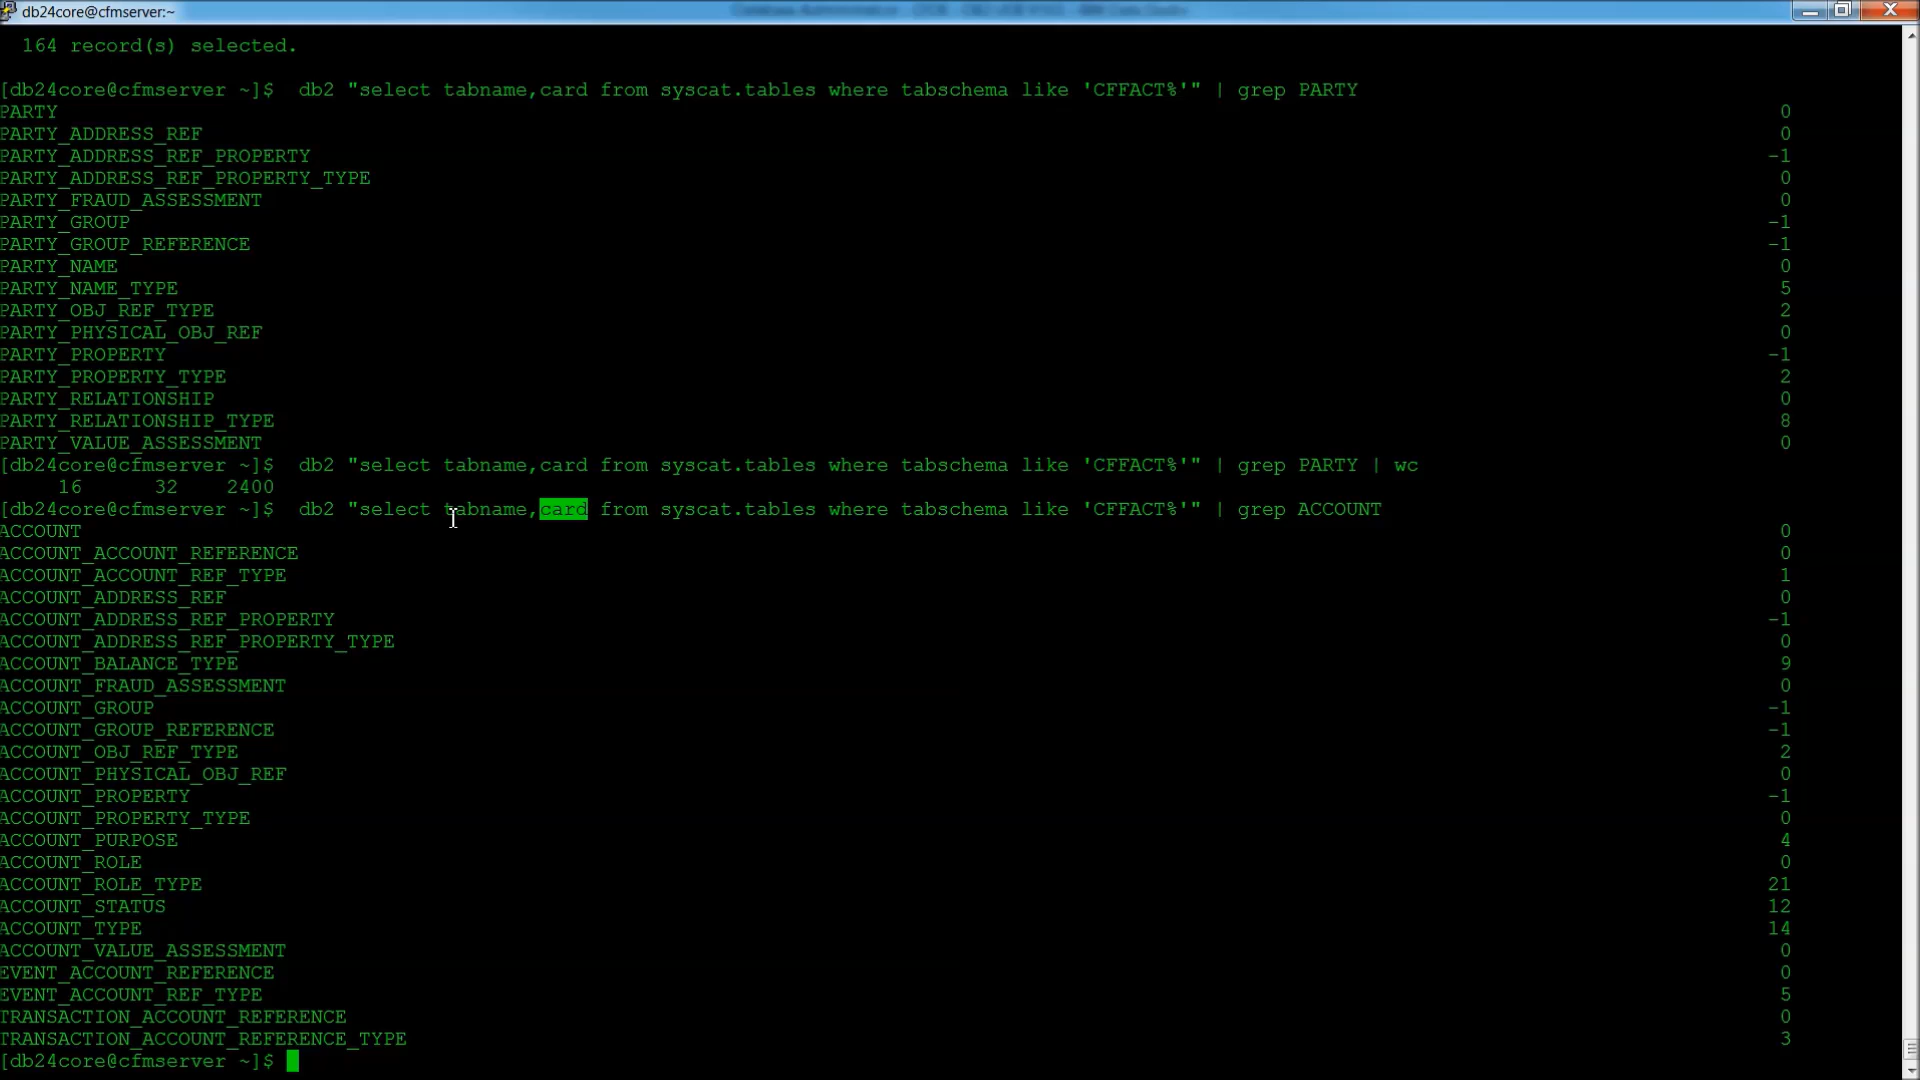 db24core@cfmserver:~
164 record(s) selected.
[db24core@cfmserver ~]$ db2 "select tabname,card from syscat.tables where tabschema like 'CFFACT%'" | grep PARTY
PARTY 0
PARTY_ADDRESS_REF 0
PARTY_ADDRESS_REF_PROPERTY -1
PARTY_ADDRESS_REF_PROPERTY_TYPE 0
PARTY_FRAUD_ASSESSMENT 0
PARTY_GROUP -1
PARTY_GROUP_REFERENCE -1
PARTY_NAME 0
PARTY_NAME_TYPE 5
PARTY_OBJ_REF_TYPE 2
PARTY_PHYSICAL_OBJ_REF 0
PARTY_PROPERTY -1
PARTY_PROPERTY_TYPE 2
PARTY_RELATIONSHIP 0
PARTY_RELATIONSHIP_TYPE 8
PARTY_VALUE_ASSESSMENT 0
[db24core@cfmserver ~]$ db2 "select tabname,card from syscat.tables where tabschema like 'CFFACT%'" | grep PARTY | wc
16 32 2400
[db24core@cfmserver ~]$ db2 "select tabname,card from syscat.tables where tabschema like 'CFFACT%'" | grep ACCOUNT
ACCOUNT 0
ACCOUNT_ACCOUNT_REFERENCE 0
ACCOUNT_ACCOUNT_REF_TYPE 1
ACCOUNT_ADDRESS_REF 0
ACCOUNT_ADDRESS_REF_PROPERTY -1
ACCOUNT_ADDRESS_REF_PROPERTY_TYPE 0
ACCOUNT_BALANCE_TYPE 9
ACCOUNT_FRAUD_ASSESSMENT 0
ACCOUNT_GROUP -1
ACCOUNT_GROUP_REFERENCE -1
ACCOUNT_OBJ_REF_TYPE 2
ACCOUNT_PHYSICAL_OBJ_REF 0
ACCOUNT_PROPERTY -1
ACCOUNT_PROPERTY_TYPE 0
ACCOUNT_PURPOSE 4
ACCOUNT_ROLE 0
ACCOUNT_ROLE_TYPE 21
ACCOUNT_STATUS 12
ACCOUNT_TYPE 14
ACCOUNT_VALUE_ASSESSMENT 0
EVENT_ACCOUNT_REFERENCE 0
EVENT_ACCOUNT_REF_TYPE 5
TRANSACTION_ACCOUNT_REFERENCE 0
TRANSACTION_ACCOUNT_REFERENCE_TYPE 3
[db24core@cfmserver ~]$